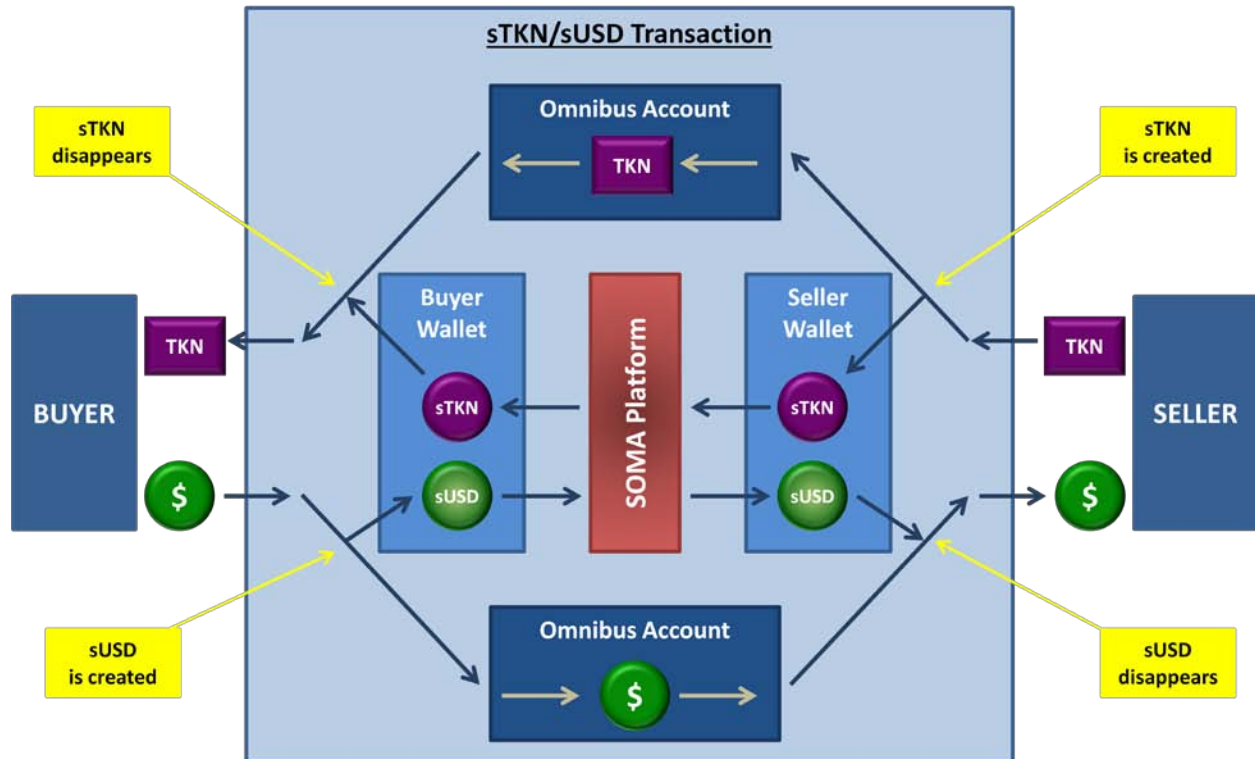 sTKN/sUSD Transaction
Omnibus Account
TKN
sTKN
disappears
sTKN
is created
Buyer
Wallet
Seller
Wallet
SOMA Platform
TKN
TKN
BUYER
SELLER
sTKN
sTKN
$
sUSD
sUSD
$
Omnibus Account
$
sUSD
is created
sUSD
disappears